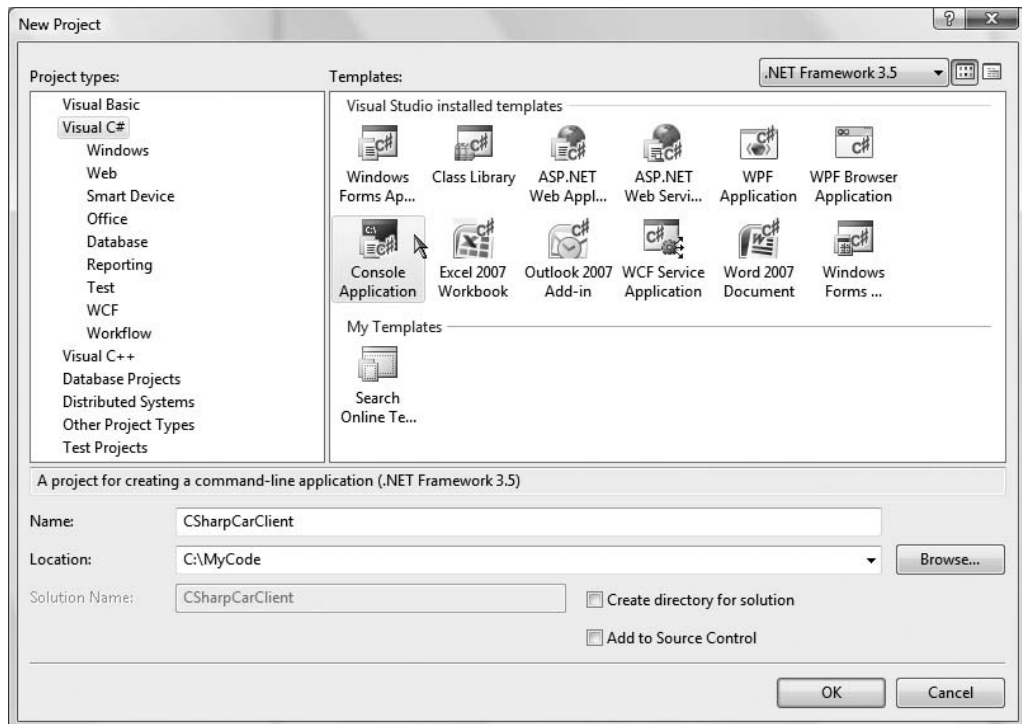 New Project
Project types:
Templates:
.NET Framework 3.5
Visual Basic
Visual C#
Windows
Web
Smart Device
Office
Database
Reporting
Test
WCF
Workflow
Visual C++
Database Projects
Distributed Systems
Other Project Types
Test Projects
Visual Studio installed templates
Windows Forms Ap...
Class Library
ASP.NET Web Appl...
ASP.NET Web Servi...
WPF Application
WPF Browser Application
Console Application
Excel 2007 Workbook
Outlook 2007 Add-in
WCF Service Application
Word 2007 Document
Windows Forms ...
My Templates
Search Online Te...
A project for creating a command-line application (.NET Framework 3.5)
Name:
CSharpCarClient
Location:
C:\MyCode
Browse...
Solution Name:
CSharpCarClient
Create directory for solution
Add to Source Control
OK
Cancel